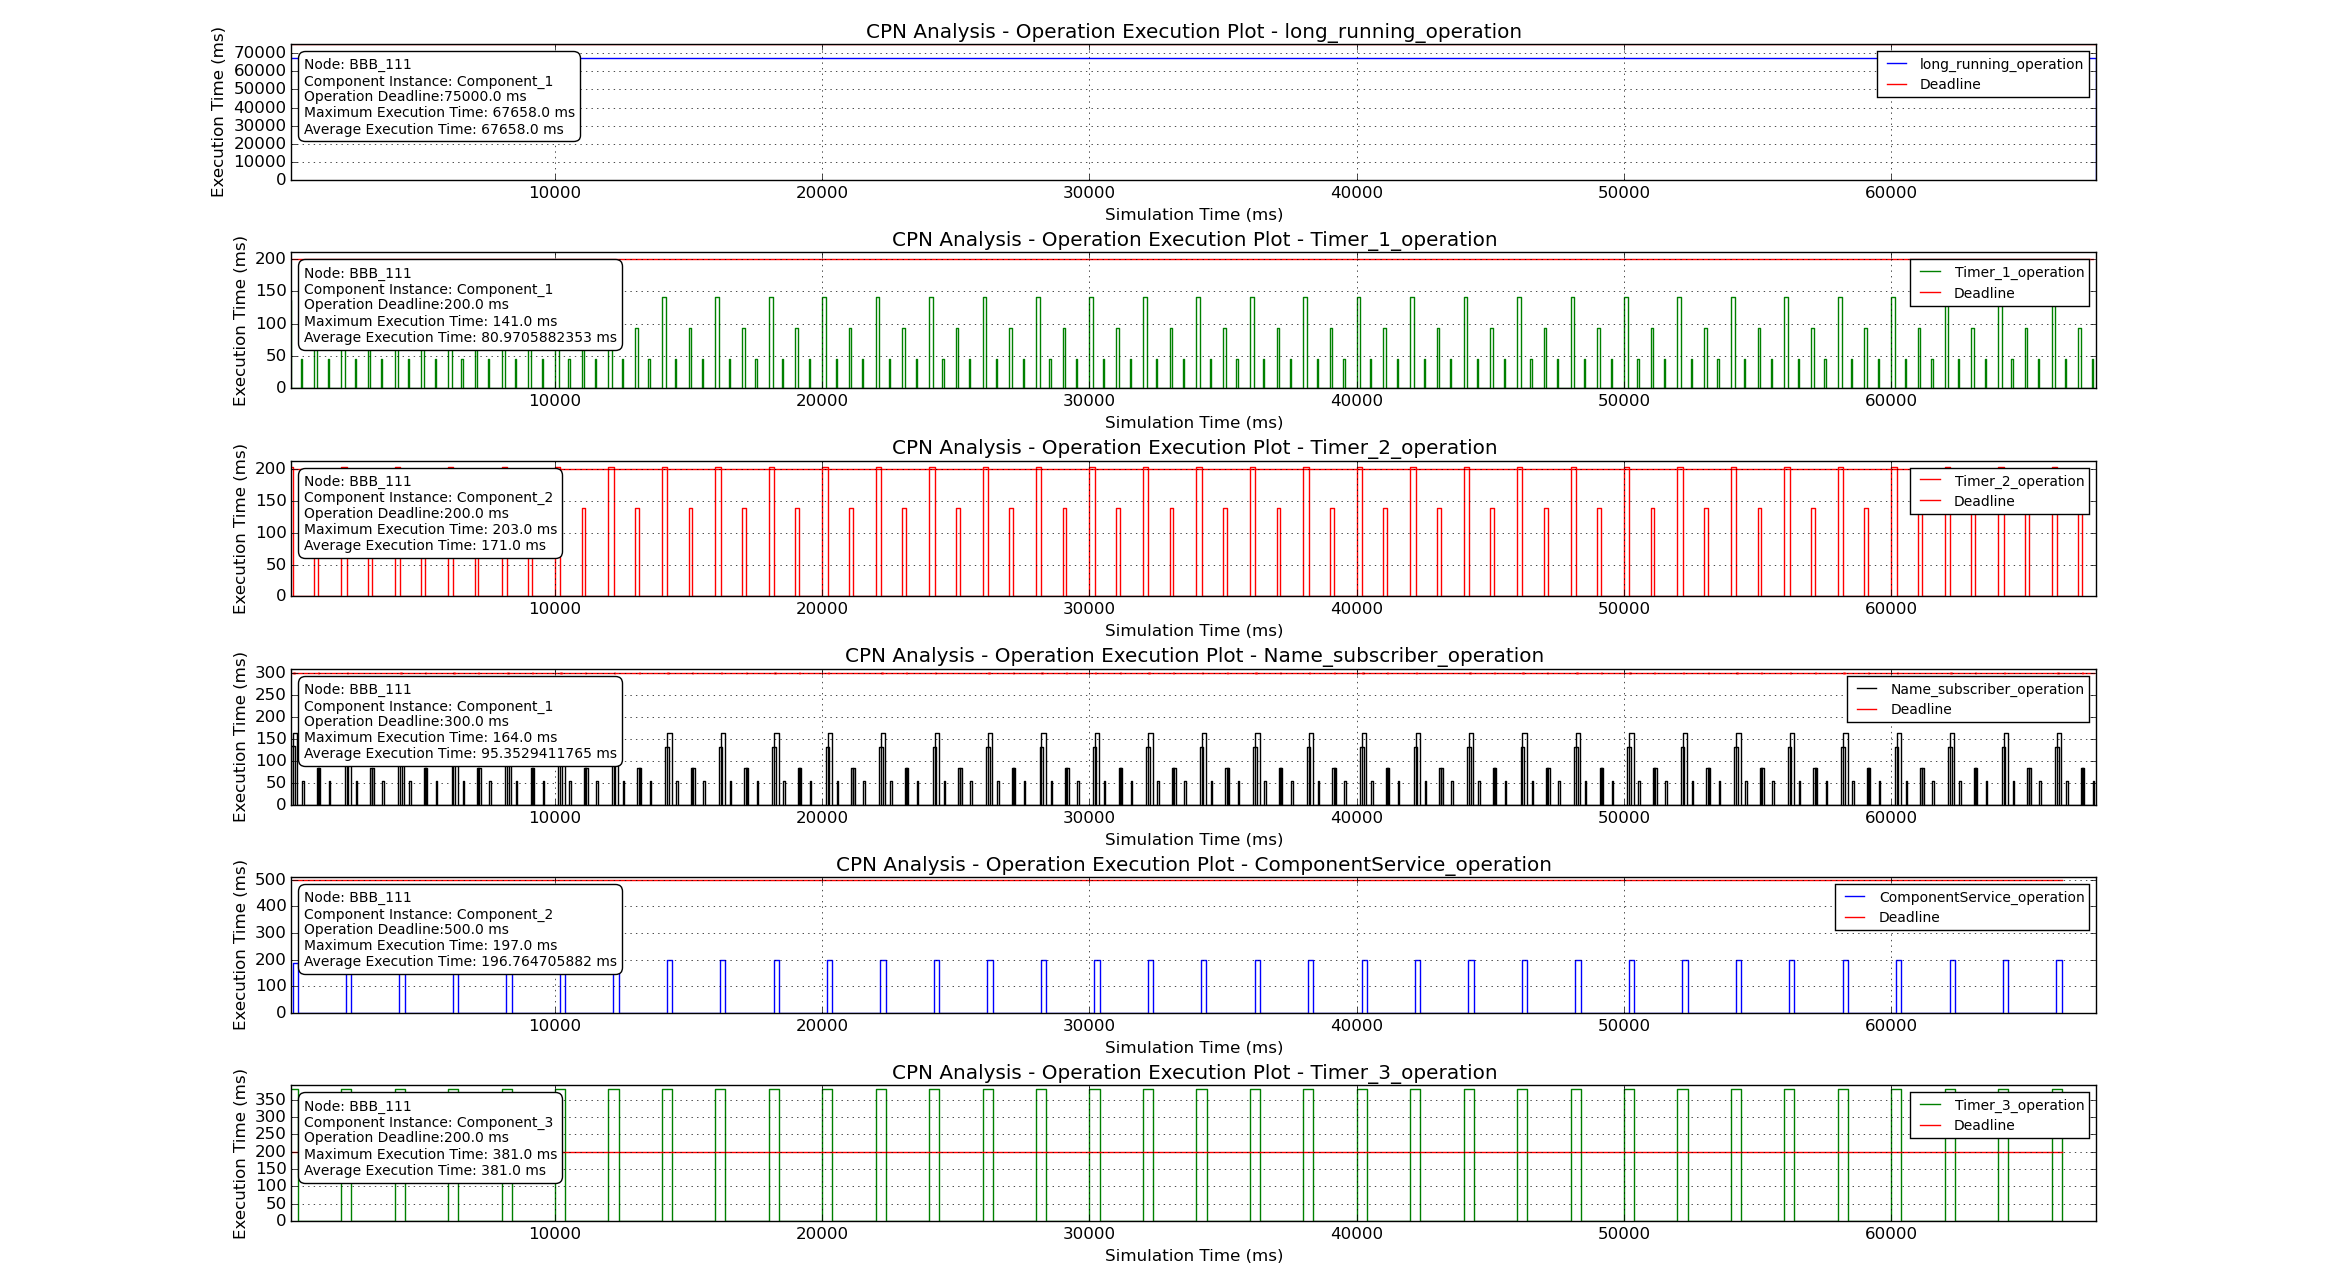 CPN Analysis - Operation Execution Plot - long_running_operation
Execution Time (ms)
70000
60000
50000
40000
30000
20000
10000
0
Node: BBB_111
Component Instance: Component_1
Operation Deadline:75000.0 ms
Maximum Execution Time: 67658.0 ms
Average Execution Time: 67658.0 ms
long_running_operation
Deadline
10000 20000 30000 40000 50000 60000
Simulation Time (ms)
CPN Analysis - Operation Execution Plot - Timer_1_operation
Execution Time (ms)
200
150
100
50
0
Node: BBB_111
Component Instance: Component_1
Operation Deadline:200.0 ms
Maximum Execution Time: 141.0 ms
Average Execution Time: 80.9705882353 ms
Timer_1_operation
Deadline
10000 20000 30000 40000 50000 60000
Simulation Time (ms)
CPN Analysis - Operation Execution Plot - Timer_2_operation
Execution Time (ms)
200
150
100
50
0
Node: BBB_111
Component Instance: Component_2
Operation Deadline:200.0 ms
Maximum Execution Time: 203.0 ms
Average Execution Time: 171.0 ms
Timer_2_operation
Deadline
10000 20000 30000 40000 50000 60000
Simulation Time (ms)
CPN Analysis - Operation Execution Plot - Name_subscriber_operation
Execution Time (ms)
300
250
200
150
100
50
0
Node: BBB_111
Component Instance: Component_1
Operation Deadline:300.0 ms
Maximum Execution Time: 164.0 ms
Average Execution Time: 95.3529411765 ms
Name_subscriber_operation
Deadline
10000 20000 30000 40000 50000 60000
Simulation Time (ms)
CPN Analysis - Operation Execution Plot - ComponentService_operation
Execution Time (ms)
500
400
300
200
100
0
Node: BBB_111
Component Instance: Component_2
Operation Deadline:500.0 ms
Maximum Execution Time: 197.0 ms
Average Execution Time: 196.764705882 ms
ComponentService_operation
Deadline
10000 20000 30000 40000 50000 60000
Simulation Time (ms)
CPN Analysis - Operation Execution Plot - Timer_3_operation
Execution Time (ms)
350
300
250
200
150
100
50
0
Node: BBB_111
Component Instance: Component_3
Operation Deadline:200.0 ms
Maximum Execution Time: 381.0 ms
Average Execution Time: 381.0 ms
Timer_3_operation
Deadline
10000 20000 30000 40000 50000 60000
Simulation Time (ms)